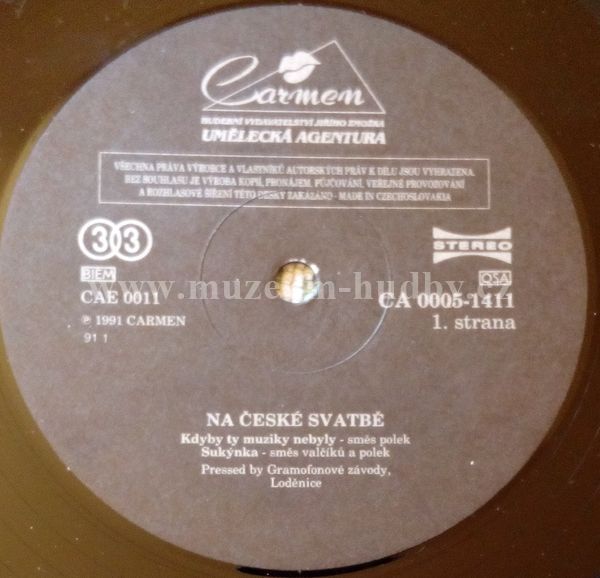 Carmen
HUDEBNÍ VYDAVATELSTVÍ JIŘÍHO ZMOŽKA
UMĚLECKÁ AGENTURA
VŠECHNA PRÁVA VÝROBCE A VLASTNÍKŮ AUTORSKÝCH PRÁV K DÍLU JSOU VYHRAZENA.
BEZ SOUHLASU JE VÝROBA KOPIÍ, PRONÁJEM, PŮJČOVÁNÍ, VEŘEJNÉ PROVOZOVÁNÍ
A ROZHLASOVÉ ŠÍŘENÍ TÉTO DESKY ZAKÁZÁNO - MADE IN CZECHOSLOVAKIA
33
STEREO
BIEM
QSA
www.muzeum-hudby.
CAE 0011
CA 0005-1411
℗ 1991 CARMEN
1. strana
91 1
NA ČESKÉ SVATBĚ
Kdyby ty muziky nebyly - směs polek
Sukýnka - směs valčíků a polek
Pressed by Gramofonové závody,
Loděnice